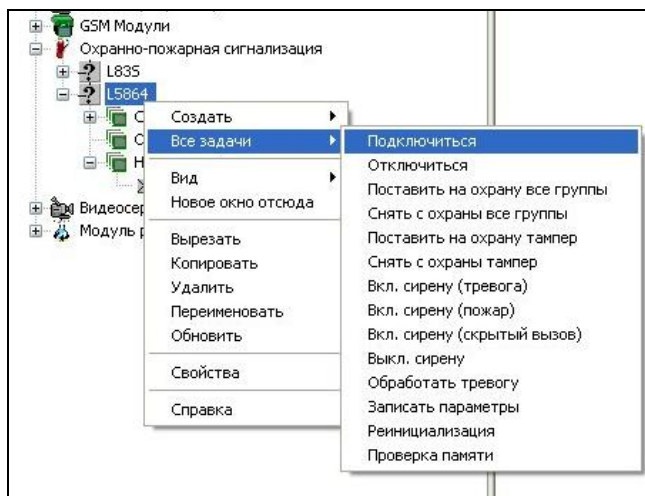 GSM Модули
Охранно-пожарная сигнализация
L835
L5864
С
О
Н
Видеосер
Модуль р
Создать
Все задачи
Вид
Новое окно отсюда
Вырезать
Копировать
Удалить
Переименовать
Обновить
Свойства
Справка
Подключиться
Отключиться
Поставить на охрану все группы
Снять с охраны все группы
Поставить на охрану тампер
Снять с охраны тампер
Вкл. сирену (тревога)
Вкл. сирену (пожар)
Вкл. сирену (скрытый вызов)
Выкл. сирену
Обработать тревогу
Записать параметры
Реинициализация
Проверка памяти